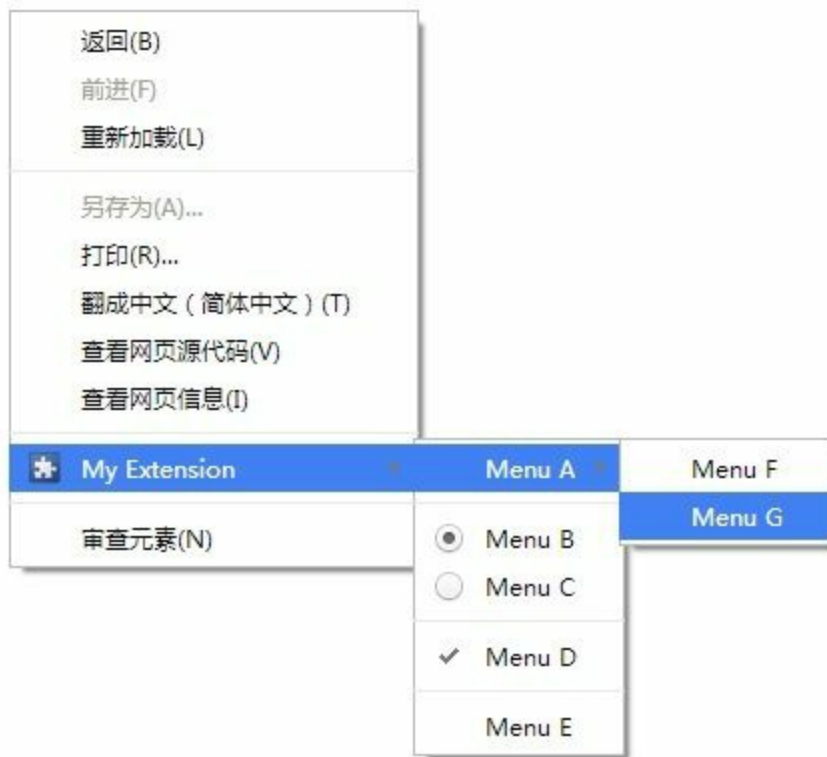 返回(B)
前进(F)
重新加载(L)
另存为(A)...
打印(R)...
翻成中文（简体中文）(T)
查看网页源代码(V)
查看网页信息(I)
My Extension
审查元素(N)
Menu A
Menu B
Menu C
Menu D
Menu E
Menu F
Menu G